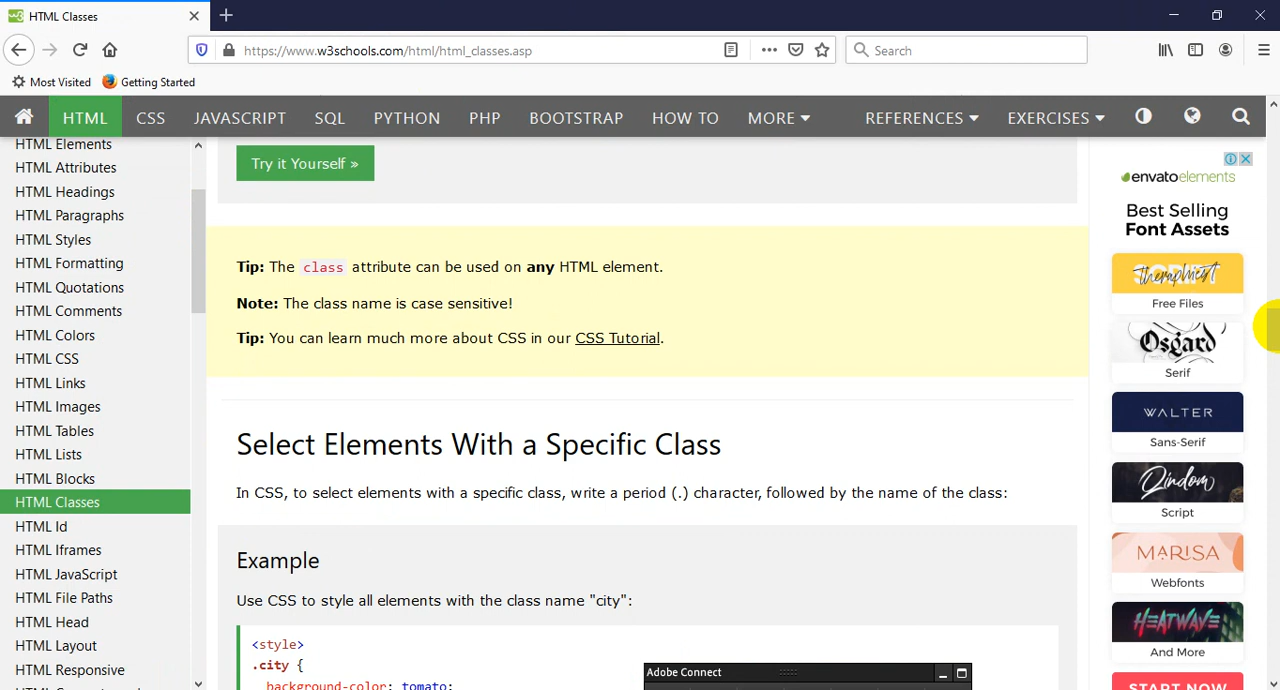 HTML Classes
https://www.w3schools.com/html/html_classes.asp
Search
Most Visited
Getting Started
HTML
CSS
JAVASCRIPT
SQL
PYTHON
PHP
BOOTSTRAP
HOW TO
MORE
REFERENCES
EXERCISES
HTML Elements
HTML Attributes
HTML Headings
HTML Paragraphs
HTML Styles
HTML Formatting
HTML Quotations
HTML Comments
HTML Colors
HTML CSS
HTML Links
HTML Images
HTML Tables
HTML Lists
HTML Blocks
HTML Classes
HTML Id
HTML Iframes
HTML JavaScript
HTML File Paths
HTML Head
HTML Layout
HTML Responsive
Try it Yourself »
Tip: The class attribute can be used on any HTML element.
Note: The class name is case sensitive!
Tip: You can learn much more about CSS in our CSS Tutorial.
Select Elements With a Specific Class
In CSS, to select elements with a specific class, write a period (.) character, followed by the name of the class:
Example
Use CSS to style all elements with the class name "city":
<style>
.city {
background-color: tomato;
Adobe Connect
envatoelements
Best Selling
Font Assets
SCRIPT
Free Files
Osgard
Serif
WALTER
Sans-Serif
Qindom
Script
MARISA
Webfonts
HEATWAVE
And More
START NOW